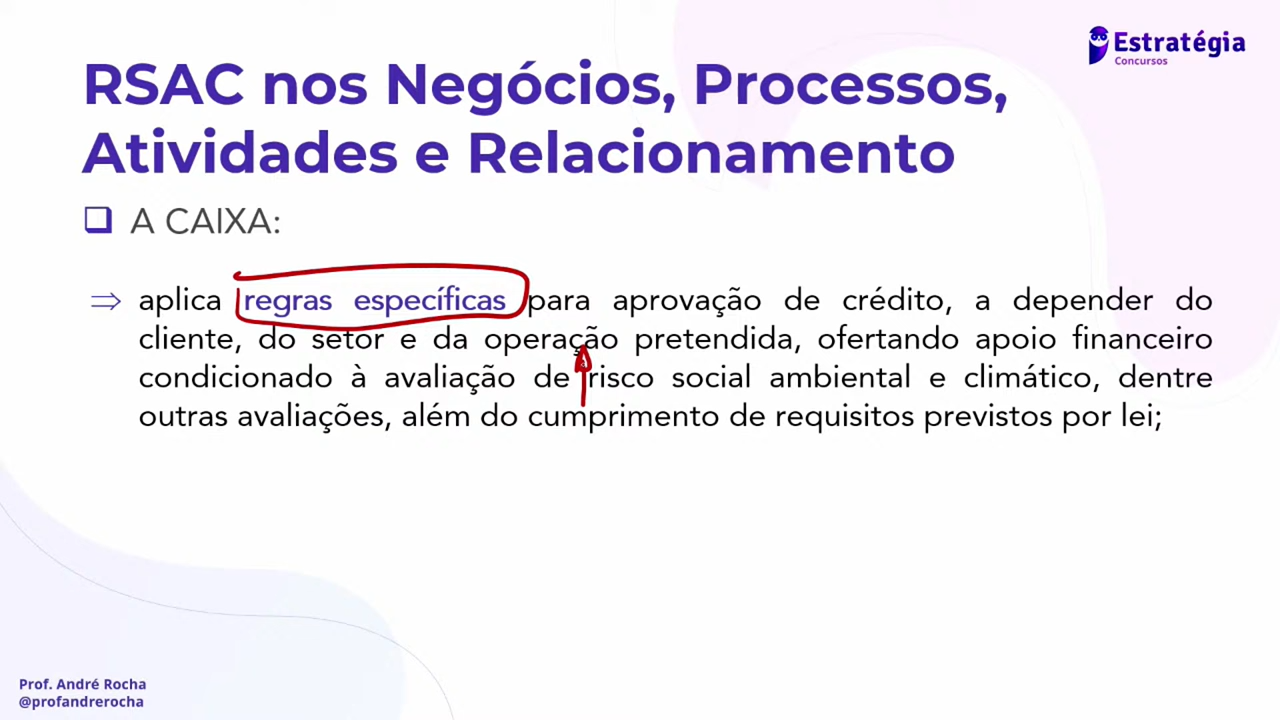 Estratégia
Concursos
RSAC nos Negócios, Processos,
Atividades e Relacionamento
A CAIXA:
aplica regras específicas para aprovação de crédito, a depender do
cliente, do setor e da operação pretendida, ofertando apoio financeiro
condicionado à avaliação de risco social ambiental e climático, dentre
outras avaliações, além do cumprimento de requisitos previstos por lei;
Prof. André Rocha
@profandrerocha